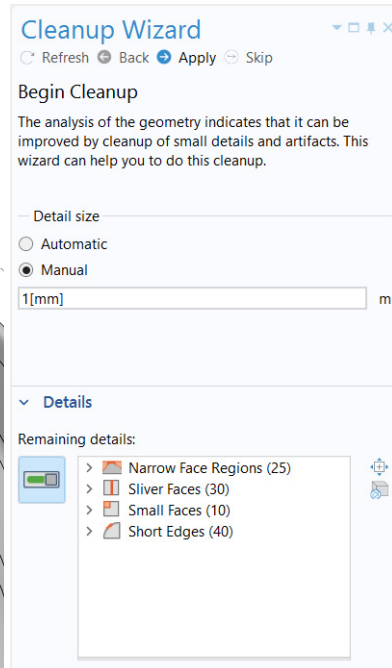 Cleanup Wizard
Refresh Back Apply Skip
Begin Cleanup
The analysis of the geometry indicates that it can be
improved by cleanup of small details and artifacts. This
wizard can help you to do this cleanup.
Detail size
Automatic
Manual
1[mm] m
Details
Remaining details:
Narrow Face Regions (25)
Sliver Faces (30)
Small Faces (10)
Short Edges (40)